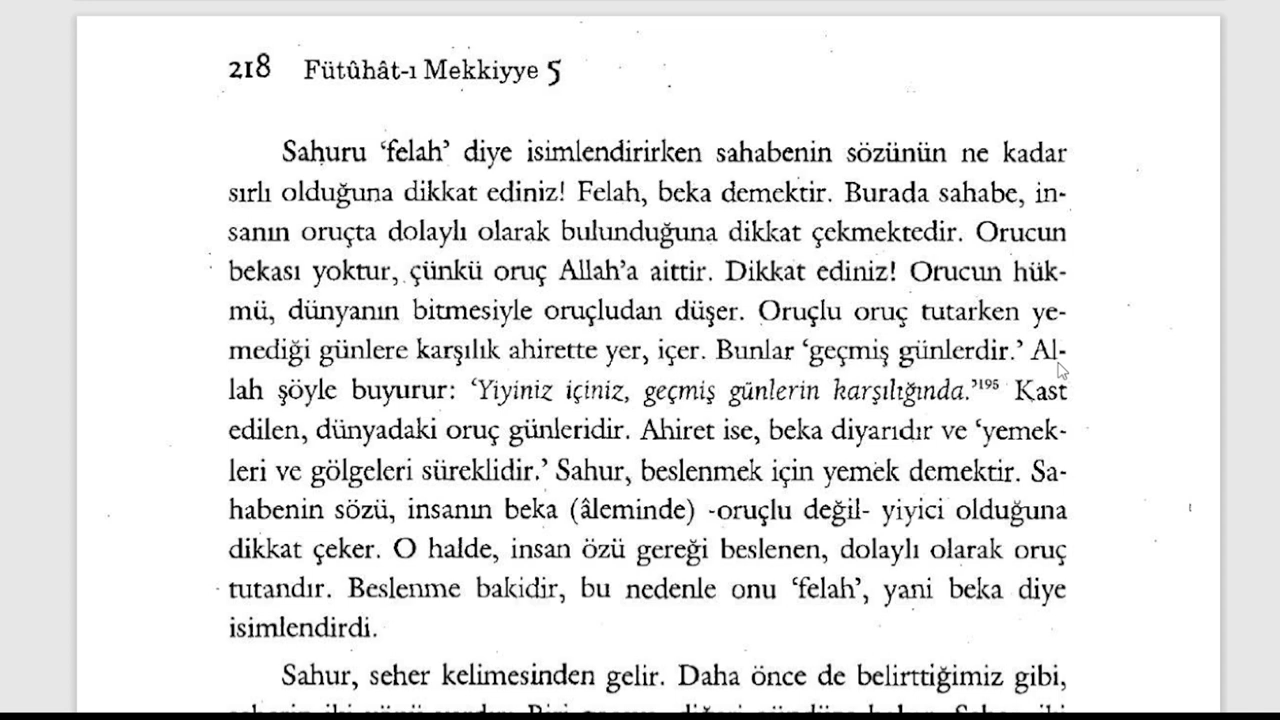 218 Fütûhât-ı Mekkiyye 5
Sahuru ‘felah’ diye isimlendirirken sahabenin sözünün ne kadar
sırlı olduğuna dikkat ediniz! Felah, beka demektir. Burada sahabe, in-
sanın oruçta dolaylı olarak bulunduğuna dikkat çekmektedir. Orucun
bekası yoktur, çünkü oruç Allah’a aittir. Dikkat ediniz! Orucun hük-
mü, dünyanın bitmesiyle oruçludan düşer. Oruçlu oruç tutarken ye-
mediği günlere karşılık ahirette yer, içer. Bunlar ‘geçmiş günlerdir.’ Al-
lah şöyle buyurur: ‘Yiyiniz içiniz, geçmiş günlerin karşılığında.’195 Kast
edilen, dünyadaki oruç günleridir. Ahiret ise, beka diyarıdır ve ‘yemek-
leri ve gölgeleri süreklidir.’ Sahur, beslenmek için yemek demektir. Sa-
habenin sözü, insanın beka (âleminde) -oruçlu değil- yiyici olduğuna
dikkat çeker. O halde, insan özü gereği beslenen, dolaylı olarak oruç
tutandır. Beslenme bakidir, bu nedenle onu ‘felah’, yani beka diye
isimlendirdi.
Sahur, seher kelimesinden gelir. Daha önce de belirttiğimiz gibi,